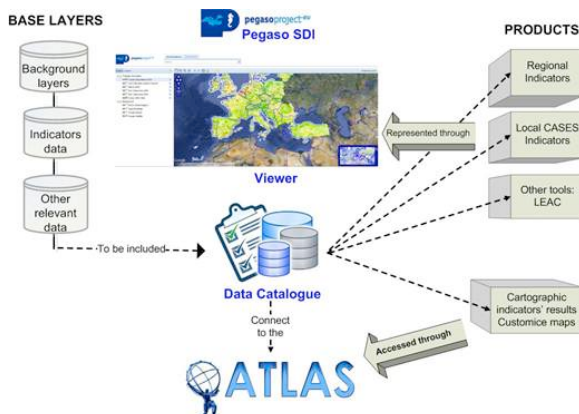 BASE LAYERS
pegasoproject.eu
Pegaso SDI
PRODUCTS
Background
layers
Indicators
data
Other
relevant
data
Viewer
Represented through
Regional
Indicators
Local CASES
Indicators
Other tools:
LEAC
To be included
Data Catalogue
Connect
to the
ATLAS
Accessed through
Cartographic
indicators' results
Customice maps